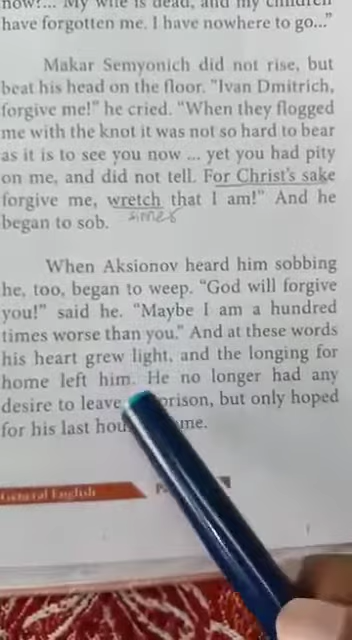 now?... My wife is dead, and my children
have forgotten me. I have nowhere to go..."
Makar Semyonich did not rise, but
beat his head on the floor. "Ivan Dmitrich,
forgive me!" he cried. "When they flogged
me with the knot it was not so hard to bear
as it is to see you now ... yet you had pity
on me, and did not tell. For Christ's sake
forgive me, wretch that I am!" And he
began to sob.
When Aksionov heard him sobbing
he, too, began to weep. "God will forgive
you!" said he. "Maybe I am a hundred
times worse than you." And at these words
his heart grew light, and the longing for
home left him. He no longer had any
desire to leave prison, but only hoped
for his last hou me.
General English